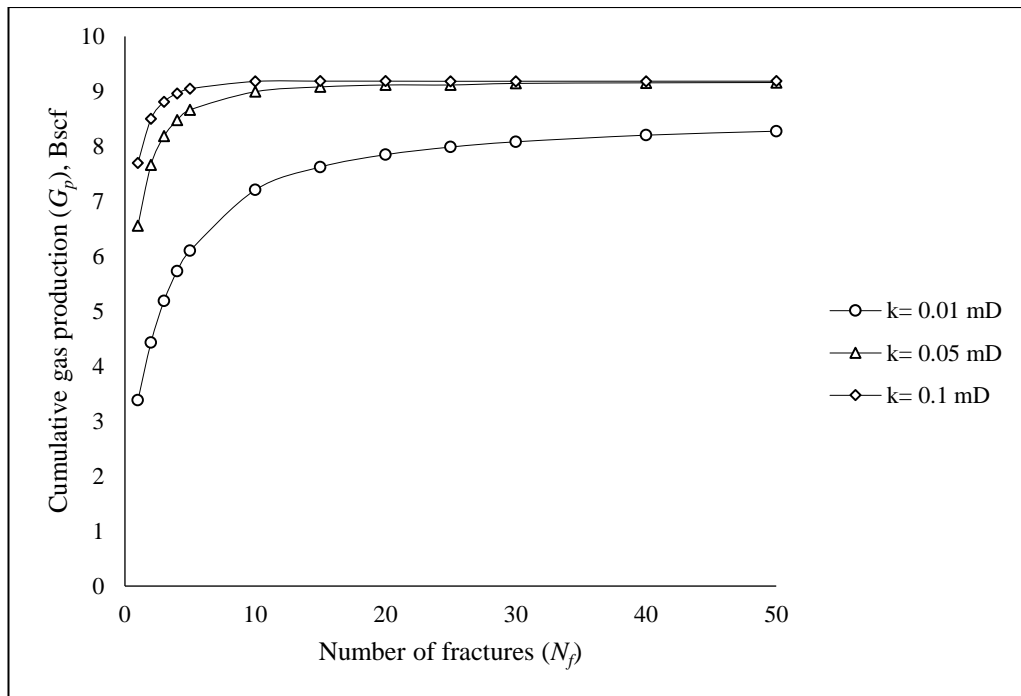 10
9
8
7
6
5
4
3
2
1
0
Cumulative gas production (Gp), Bscf
0 10 20 30 40 50
Number of fractures (Nf)
k= 0.01 mD
k= 0.05 mD
k= 0.1 mD